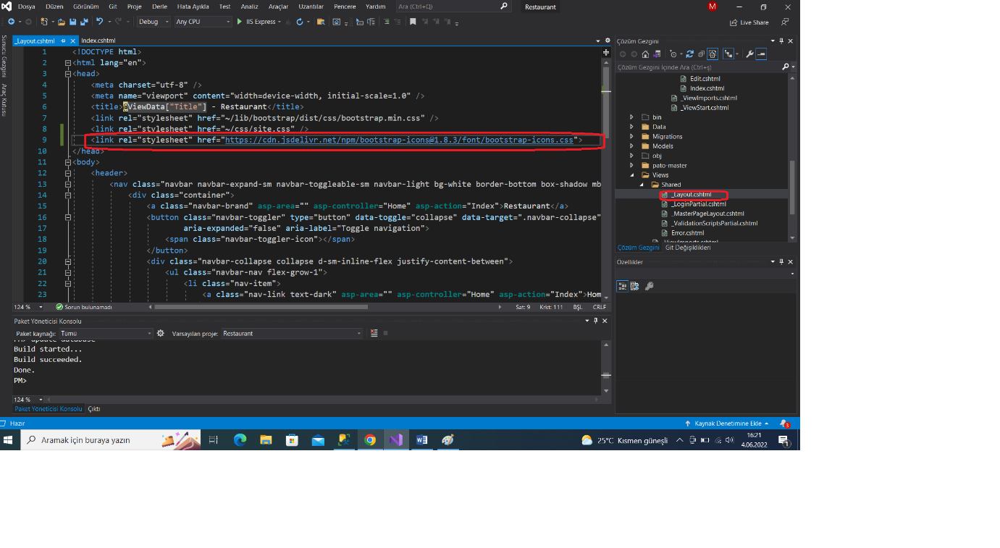 Dosya Düzen Görünüm Git Proje Derle Hata Ayıkla Test Analiz Araçlar Uzantılar Pencere Yardım Ara (Ctrl+Q) Restaurant M
Debug Any CPU IIS Express Live Share
Sunucu Gezgini
Araç Kutusu
_Layout.cshtml Index.cshtml
1 <!DOCTYPE html>
2 <html lang="en">
3 <head>
4 <meta charset="utf-8" />
5 <meta name="viewport" content="width=device-width, initial-scale=1.0" />
6 <title>@ViewData["Title"] - Restaurant</title>
7 <link rel="stylesheet" href="~/lib/bootstrap/dist/css/bootstrap.min.css" />
8 <link rel="stylesheet" href="~/css/site.css" />
9 <link rel="stylesheet" href="https://cdn.jsdelivr.net/npm/bootstrap-icons@1.8.3/font/bootstrap-icons.css">
10 </head>
11 <body>
12 <header>
13 <nav class="navbar navbar-expand-sm navbar-toggleable-sm navbar-light bg-white border-bottom box-shadow mb
14 <div class="container">
15 <a class="navbar-brand" asp-area="" asp-controller="Home" asp-action="Index">Restaurant</a>
16 <button class="navbar-toggler" type="button" data-toggle="collapse" data-target=".navbar-collapse"
17 aria-expanded="false" aria-label="Toggle navigation">
18 <span class="navbar-toggler-icon"></span>
19 </button>
20 <div class="navbar-collapse collapse d-sm-inline-flex justify-content-between">
21 <ul class="navbar-nav flex-grow-1">
22 <li class="nav-item">
23 <a class="nav-link text-dark" asp-area="" asp-controller="Home" asp-action="Index">Hom
124 % Sorun bulunamadı Sat: 9 Krkt: 111 BŞL CRLF
Paket Yöneticisi Konsolu
Paket kaynağı: Tümü Varsayılan proje: Restaurant
PM> update-database
Build started...
Build succeeded.
Done.
PM>
124 %
Paket Yöneticisi Konsolu Çıktı
Çözüm Gezgini
Çözüm Gezgini İçinde Ara (Ctrl+ş)
Edit.cshtml
Index.cshtml
_ViewImports.cshtml
_ViewStart.cshtml
bin
Data
Migrations
Models
obj
pato-master
Views
Shared
_Layout.cshtml
_LoginPartial.cshtml
_MasterPageLayout.cshtml
_ValidationScriptsPartial.cshtml
Error.cshtml
_ViewImports.cshtml
Çözüm Gezgini Git Değişiklikleri
Özellikler
Hazır Kaynak Denetimine Ekle 3
Aramak için buraya yazın 25°C Kısmen güneşli 16:21
4.06.2022 1